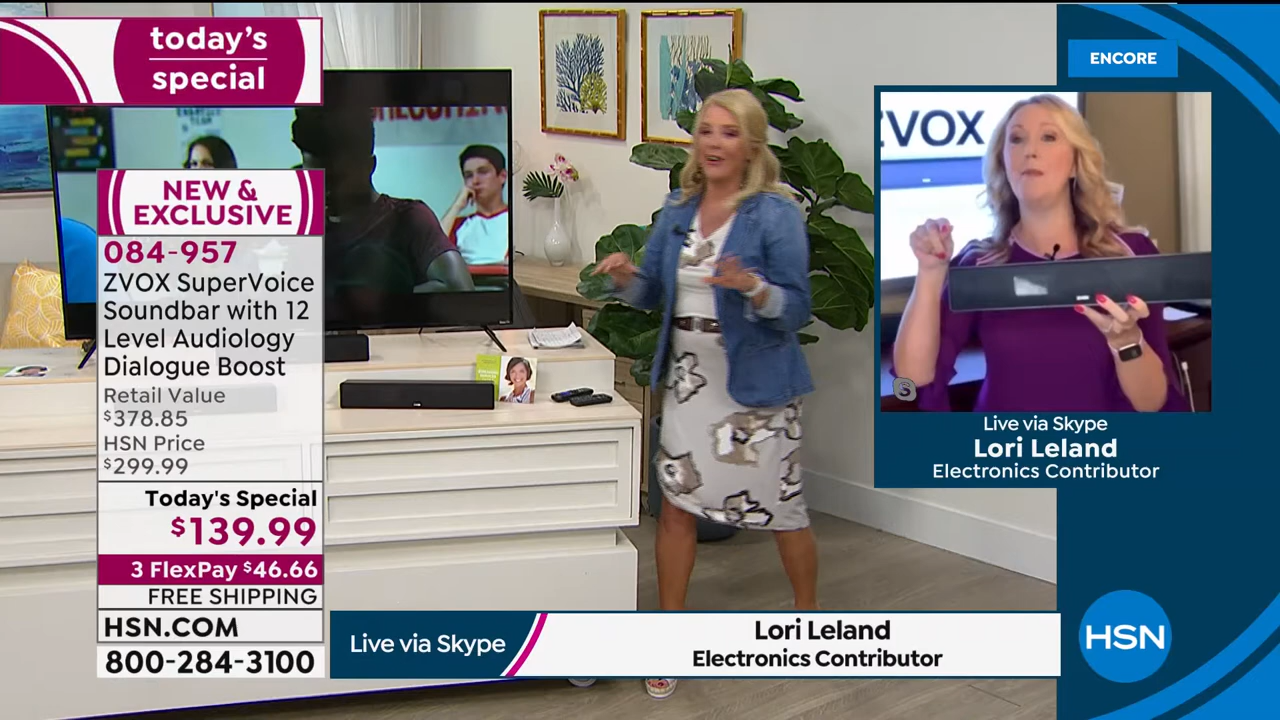 today's
special
NEW &
EXCLUSIVE
084-957
ZVOX SuperVoice
Soundbar with 12
Level Audiology
Dialogue Boost
Retail Value
$378.85
HSN Price
$299.99
Today's Special
$139.99
3 FlexPay $46.66
FREE SHIPPING
HSN.COM
800-284-3100
ENCORE
ZVOX
Live via Skype
Lori Leland
Electronics Contributor
Live via Skype
Lori Leland
Electronics Contributor
HSN